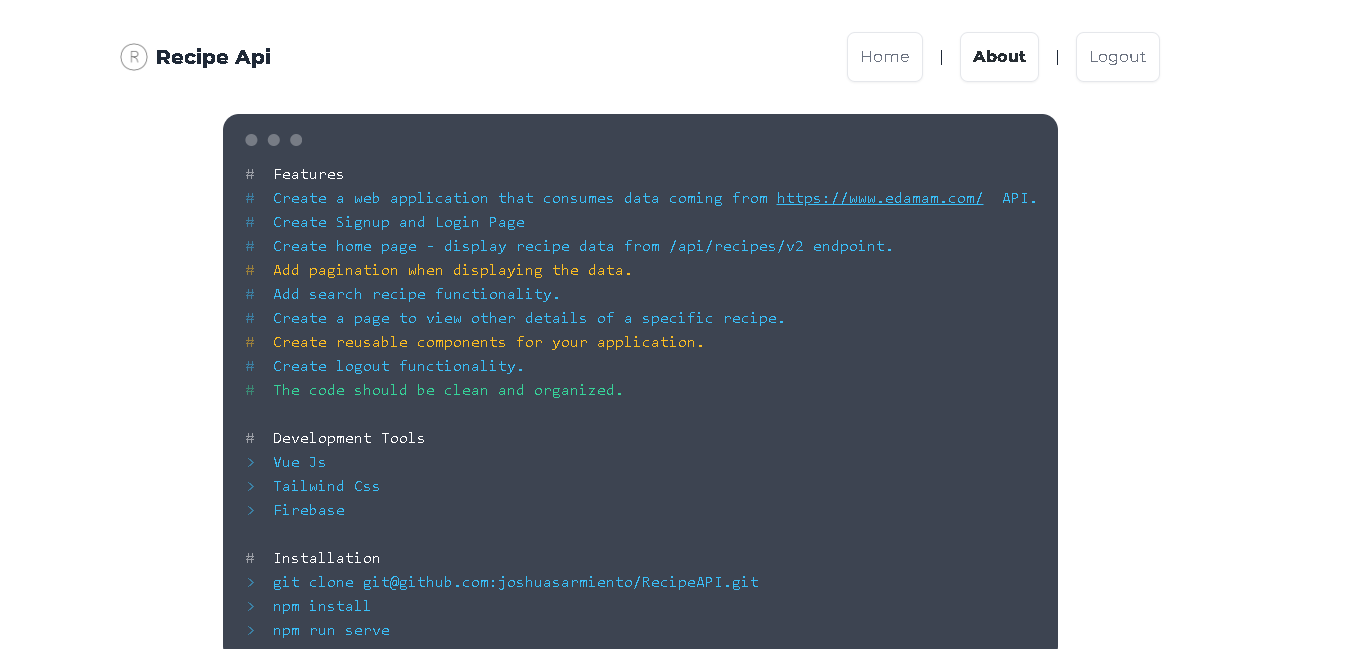 R Recipe Api
Home | About | Logout
# Features
# Create a web application that consumes data coming from https://www.edamam.com/ API.
# Create Signup and Login Page
# Create home page - display recipe data from /api/recipes/v2 endpoint.
# Add pagination when displaying the data.
# Add search recipe functionality.
# Create a page to view other details of a specific recipe.
# Create reusable components for your application.
# Create logout functionality.
# The code should be clean and organized.
# Development Tools
> Vue Js
> Tailwind Css
> Firebase
# Installation
> git clone git@github.com:joshuasarmiento/RecipeAPI.git
> npm install
> npm run serve